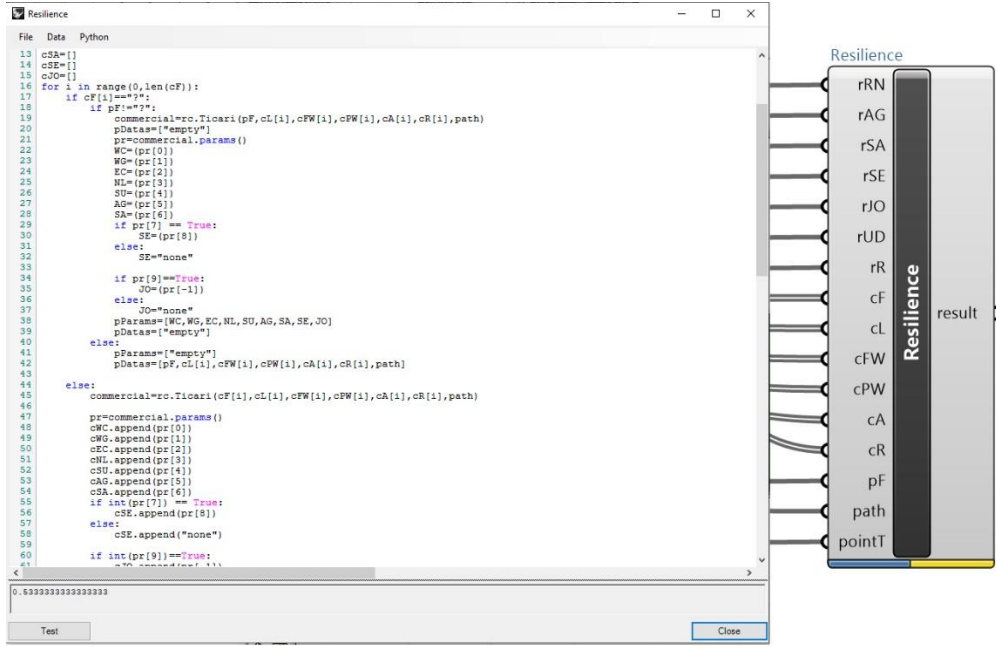 Resilience
File Data Python
13 cSA=[]
14 cSE=[]
15 cJO=[]
16 for i in range(0,len(cF)):
17 if cF[i]=="?":
18 if pF!="?":
19 commercial=rc.Ticari(pF,cL[i],cFW[i],cPW[i],cA[i],cR[i],path)
20 pDatas=["empty"]
21 pr=commercial.params()
22 WC=(pr[0])
23 WG=(pr[1])
24 EC=(pr[2])
25 NL=(pr[3])
26 SU=(pr[4])
27 AG=(pr[5])
28 SA=(pr[6])
29 if pr[7] == True:
30 SE=(pr[8])
31 else:
32 SE="none"
33
34 if pr[9]==True:
35 JO=(pr[-1])
36 else:
37 JO="none"
38 pParams=[WC,WG,EC,NL,SU,AG,SA,SE,JO]
39 pDatas=["empty"]
40 else:
41 pParams=["empty"]
42 pDatas=[pF,cL[i],cFW[i],cPW[i],cA[i],cR[i],path]
43
44 else:
45 commercial=rc.Ticari(cF[i],cL[i],cFW[i],cPW[i],cA[i],cR[i],path)
46
47 pr=commercial.params()
48 cWC.append(pr[0])
49 cWG.append(pr[1])
50 cEC.append(pr[2])
51 cNL.append(pr[3])
52 cSU.append(pr[4])
53 cAG.append(pr[5])
54 cSA.append(pr[6])
55 if int(pr[7]) == True:
56 cSE.append(pr[8])
57 else:
58 cSE.append("none")
59
60 if int(pr[9])==True:
0.5333333333333333
Test
Close
Resilience
rRN
rAG
rSA
rSE
rJO
rUD
rR
cF
cL
cFW
cPW
cA
cR
pF
path
pointT
Resilience
result